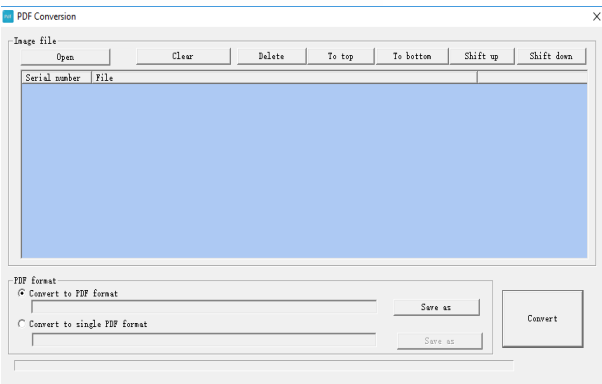 PDF Conversion
Image file
Open Clear Delete To top To bottom Shift up Shift down
Serial number File
PDF format
Convert to PDF format
Save as
Convert
Convert to single PDF format
Save as